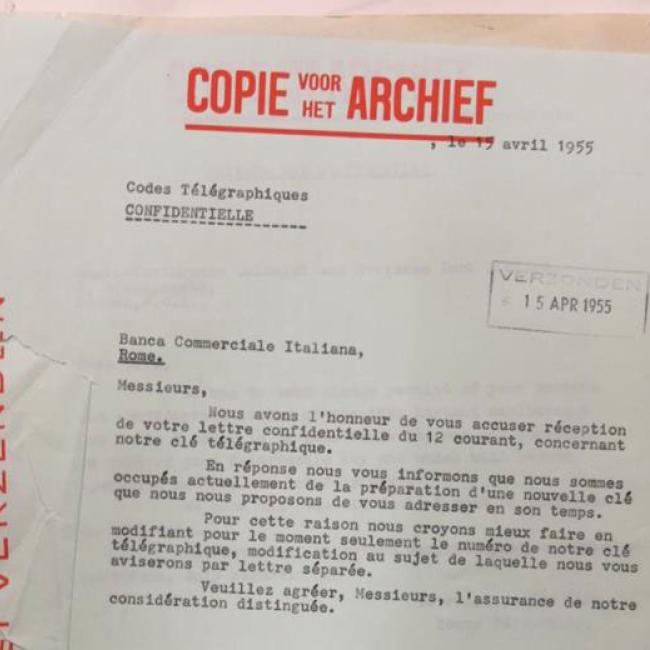 COPIE VOOR HET ARCHIEF
, le 15 avril 1955
Codes Télégraphiques
CONFIDENTIELLE
VERZONDEN
15 APR 1955
Banca Commerciale Italiana,
Rome.
Messieurs,
Nous avons l'honneur de vous accuser réception
de votre lettre confidentielle du 12 courant, concernant
notre clé télégraphique.
En réponse nous vous informons que nous sommes
occupés actuellement de la préparation d'une nouvelle clé
que nous nous proposons de vous adresser en son temps.
Pour cette raison nous croyons mieux faire en
modifiant pour le moment seulement le numéro de notre clé
télégraphique, modification au sujet de laquelle nous vous
aviserons par lettre séparée.
Veuillez agréer, Messieurs, l'assurance de notre
considération distinguée.